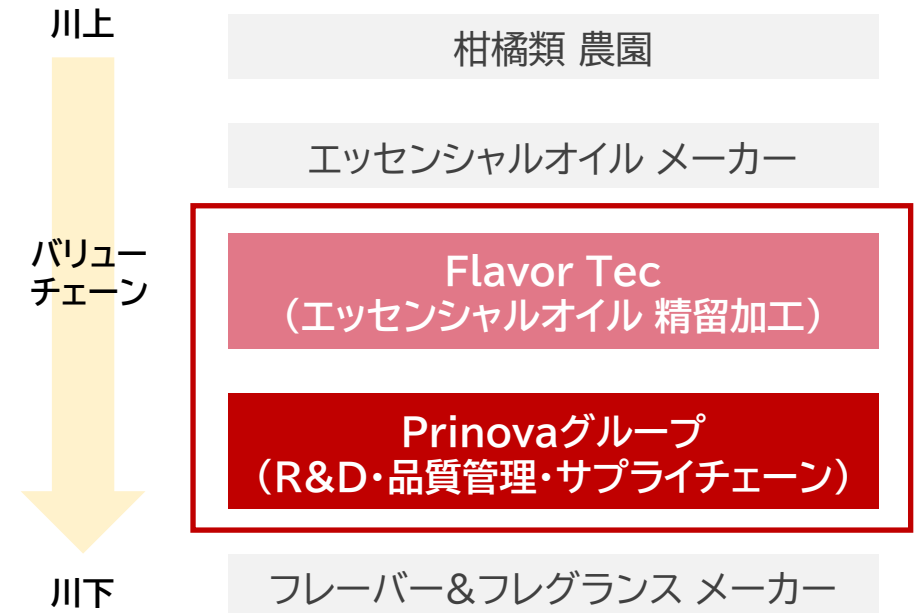 川上
柑橘類 農園
エッセンシャルオイル メーカー
バリュー
チェーン
Flavor Tec
(エッセンシャルオイル 精留加工)
Prinovaグループ
(R&D・品質管理・サプライチェーン)
川下
フレーバー&フレグランス メーカー